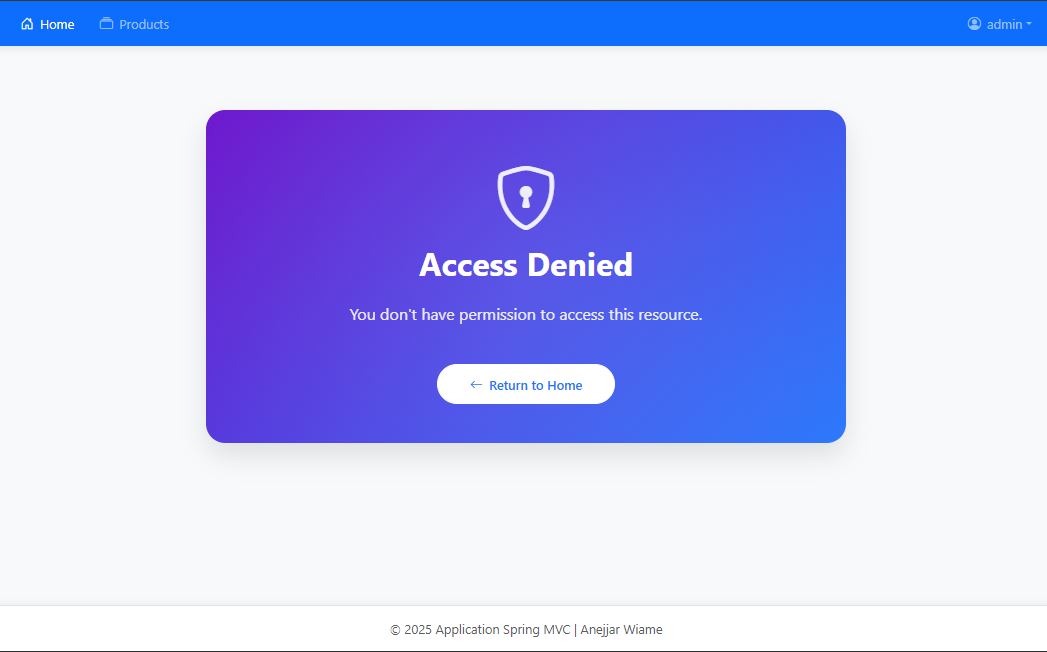 Home Products admin
Access Denied
You don't have permission to access this resource.
Return to Home
© 2025 Application Spring MVC | Anejjar Wiame